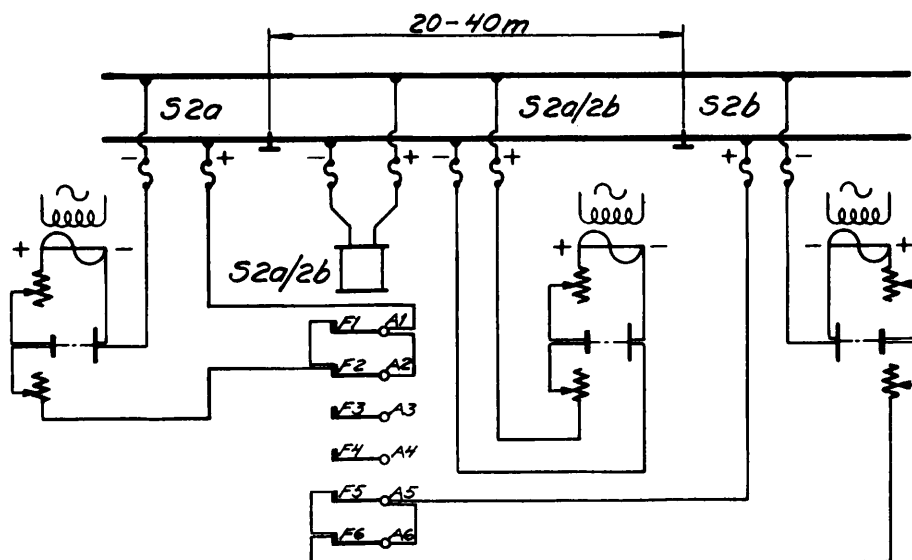 20-40m
S2a
S2a/2b
S2b
- + - + - + + -
+ -
S2a/2b
+ -
- +
F1 A1
F2 A2
F3 A3
F4 A4
F5 A5
F6 A6